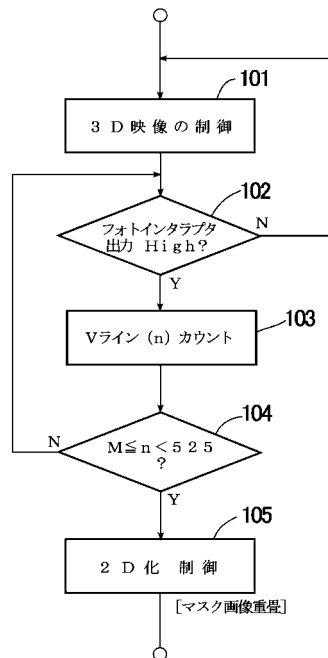 101
3D映像の制御
102
フォトインタラプタ
出力 High?
N
Y
Vライン(n)カウント
103
104
N
M≦n<525
?
Y
105
2D化 制御
[マスク画像重畳]